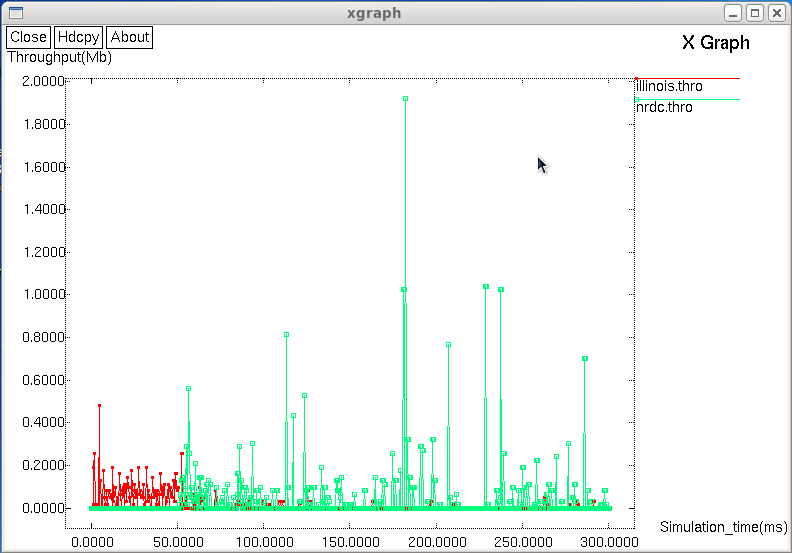 xgraph
Close Hdcpy About
X Graph
Throughput(Mb)
illinois.thro
nrdc.thro
2.0000
1.8000
1.6000
1.4000
1.2000
1.0000
0.8000
0.6000
0.4000
0.2000
0.0000
Simulation_time(ms)
0.0000 50.0000 100.0000 150.0000 200.0000 250.0000 300.0000